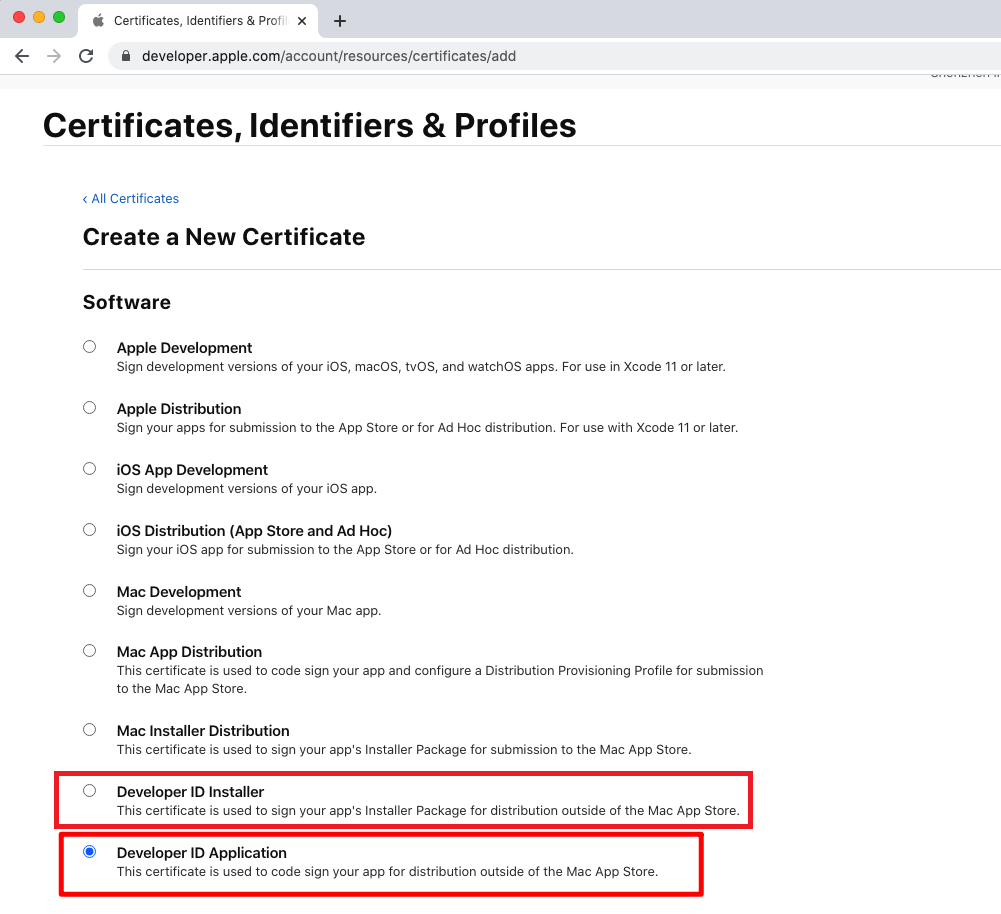 Certificates, Identifiers & Profil
developer.apple.com/account/resources/certificates/add
Certificates, Identifiers & Profiles
‹ All Certificates
Create a New Certificate
Software
Apple Development
Sign development versions of your iOS, macOS, tvOS, and watchOS apps. For use in Xcode 11 or later.
Apple Distribution
Sign your apps for submission to the App Store or for Ad Hoc distribution. For use with Xcode 11 or later.
iOS App Development
Sign development versions of your iOS app.
iOS Distribution (App Store and Ad Hoc)
Sign your iOS app for submission to the App Store or for Ad Hoc distribution.
Mac Development
Sign development versions of your Mac app.
Mac App Distribution
This certificate is used to code sign your app and configure a Distribution Provisioning Profile for submission
to the Mac App Store.
Mac Installer Distribution
This certificate is used to sign your app's Installer Package for submission to the Mac App Store.
Developer ID Installer
This certificate is used to sign your app's Installer Package for distribution outside of the Mac App Store.
Developer ID Application
This certificate is used to code sign your app for distribution outside of the Mac App Store.